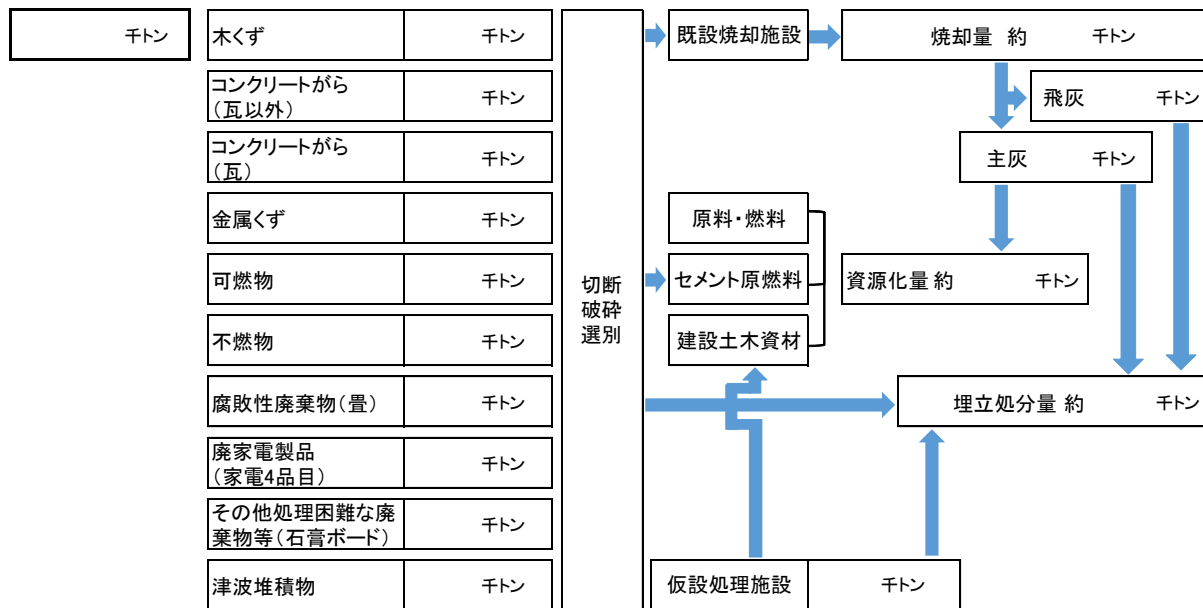 千トン
木くず 千トン
コンクリートがら
（瓦以外） 千トン
コンクリートがら
（瓦） 千トン
金属くず 千トン
可燃物 千トン
不燃物 千トン
腐敗性廃棄物（畳） 千トン
廃家電製品
（家電4品目） 千トン
その他処理困難な廃
棄物等（石膏ボード） 千トン
津波堆積物 千トン
切断
破砕
選別
既設焼却施設
焼却量 約 千トン
飛灰 千トン
主灰 千トン
原料・燃料
セメント原燃料
建設土木資材
資源化量 約 千トン
埋立処分量 約 千トン
仮設処理施設 千トン